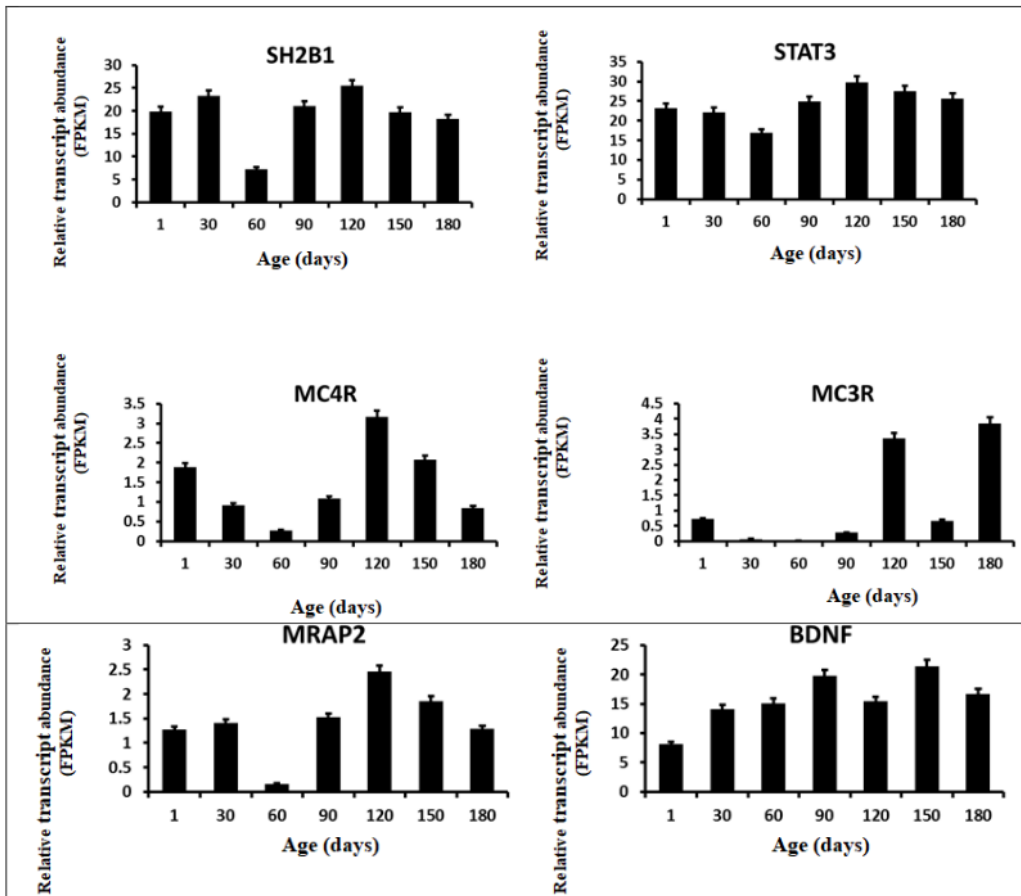 SH2B1
Relative transcript abundance
(FPKM)
30
25
20
15
10
5
0
1 30 60 90 120 150 180
Age (days)
STAT3
Relative transcript abundance
(FPKM)
35
30
25
20
15
10
5
0
1 30 60 90 120 150 180
Age (days)
MC4R
Relative transcript abundance
(FPKM)
3.5
3
2.5
2
1.5
1
0.5
0
1 30 60 90 120 150 180
Age (days)
MC3R
Relative transcript abundance
(FPKM)
4.5
4
3.5
3
2.5
2
1.5
1
0.5
0
1 30 60 90 120 150 180
Age (days)
MRAP2
Relative transcript abundance
(FPKM)
3
2.5
2
1.5
1
0.5
0
1 30 60 90 120 150 180
Age (days)
BDNF
Relative transcript abundance
(FPKM)
25
20
15
10
5
0
1 30 60 90 120 150 180
Age (days)